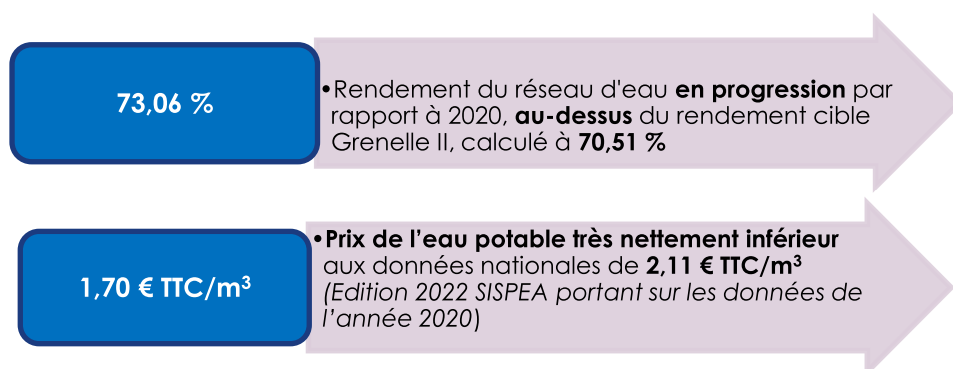 73,06 %
•Rendement du réseau d'eau en progression par
rapport à 2020, au-dessus du rendement cible
Grenelle II, calculé à 70,51 %
1,70 € TTC/m³
•Prix de l’eau potable très nettement inférieur
aux données nationales de 2,11 € TTC/m³
(Edition 2022 SISPEA portant sur les données de
l’année 2020)